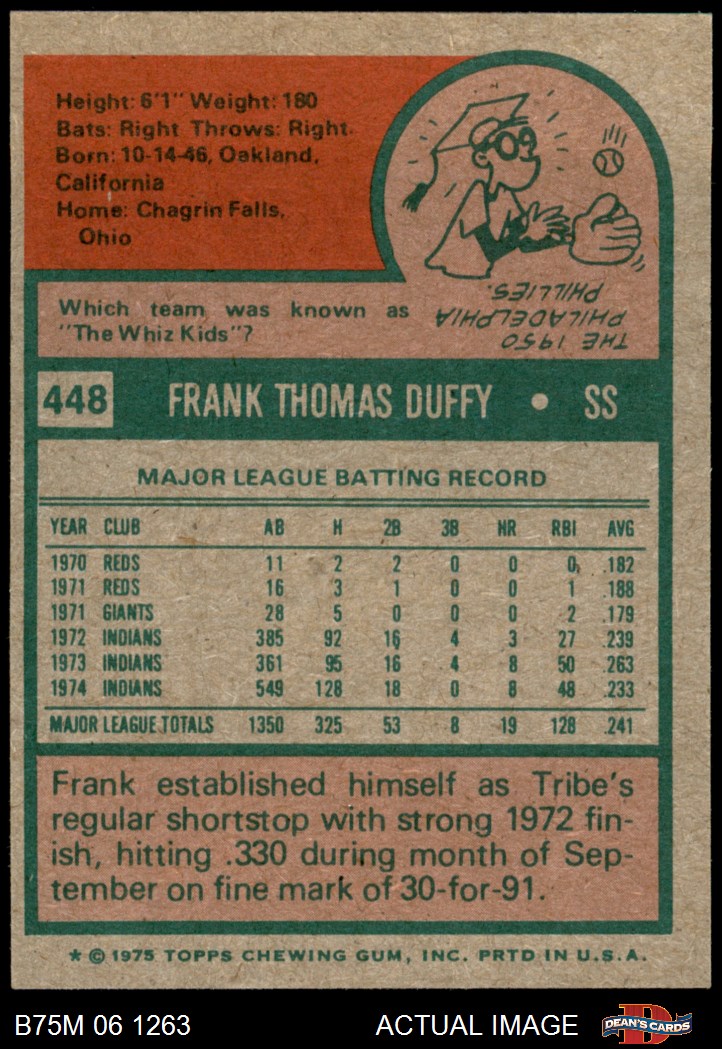 Height: 6'1" Weight: 180
Bats: Right Throws: Right
Born: 10-14-46, Oakland,
California
Home: Chagrin Falls,
Ohio
Which team was known as
"The Whiz Kids"?
THE 1950
PHILADELPHIA
PHILLIES.
448 FRANK THOMAS DUFFY • SS
MAJOR LEAGUE BATTING RECORD
YEAR CLUB AB H 2B 3B HR RBI AVG
1970 REDS 11 2 2 0 0 0 .182
1971 REDS 16 3 1 0 0 1 .188
1971 GIANTS 28 5 0 0 0 2 .179
1972 INDIANS 385 92 16 4 3 27 .239
1973 INDIANS 361 95 16 4 8 50 .263
1974 INDIANS 549 128 18 0 8 48 .233
MAJOR LEAGUE TOTALS 1350 325 53 8 19 128 .241
Frank established himself as Tribe's
regular shortstop with strong 1972 fin-
ish, hitting .330 during month of Sep-
tember on fine mark of 30-for-91.
* © 1975 TOPPS CHEWING GUM, INC. PRTD IN U.S.A.
B75M 06 1263 ACTUAL IMAGE D DEAN'S CARDS